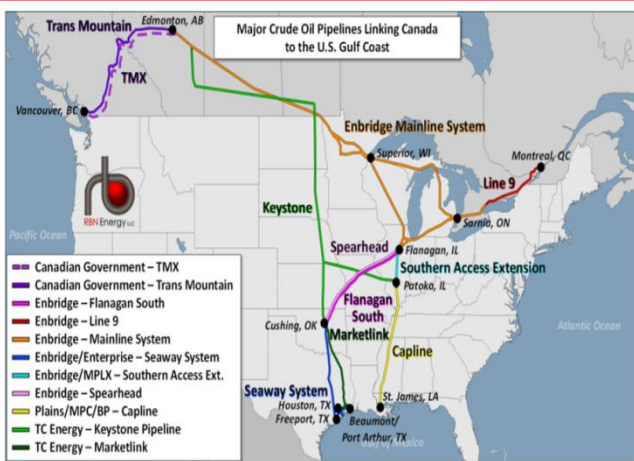 Major Crude Oil Pipelines Linking Canada
to the U.S. Gulf Coast
Edmonton, AB
Trans Mountain
TMX
Vancouver, BC
Enbridge Mainline System
Superior, WI
Montreal, QC
Line 9
Sarnia, ON
rb
RBN Energy LLC
Pacific Ocean
Keystone
Spearhead
Flanagan, IL
Southern Access Extension
Patoka, IL
Flanagan
South
Cushing, OK
Marketlink
Capline
Atlantic Ocean
Seaway System
St. James, LA
Houston, TX
Freeport, TX
Beaumont/
Port Arthur, TX
Gulf of Mexico
Canadian Government – TMX
Canadian Government – Trans Mountain
Enbridge – Flanagan South
Enbridge – Line 9
Enbridge – Mainline System
Enbridge/Enterprise – Seaway System
Enbridge/MPLX – Southern Access Ext.
Enbridge – Spearhead
Plains/MPC/BP – Capline
TC Energy – Keystone Pipeline
TC Energy – Marketlink